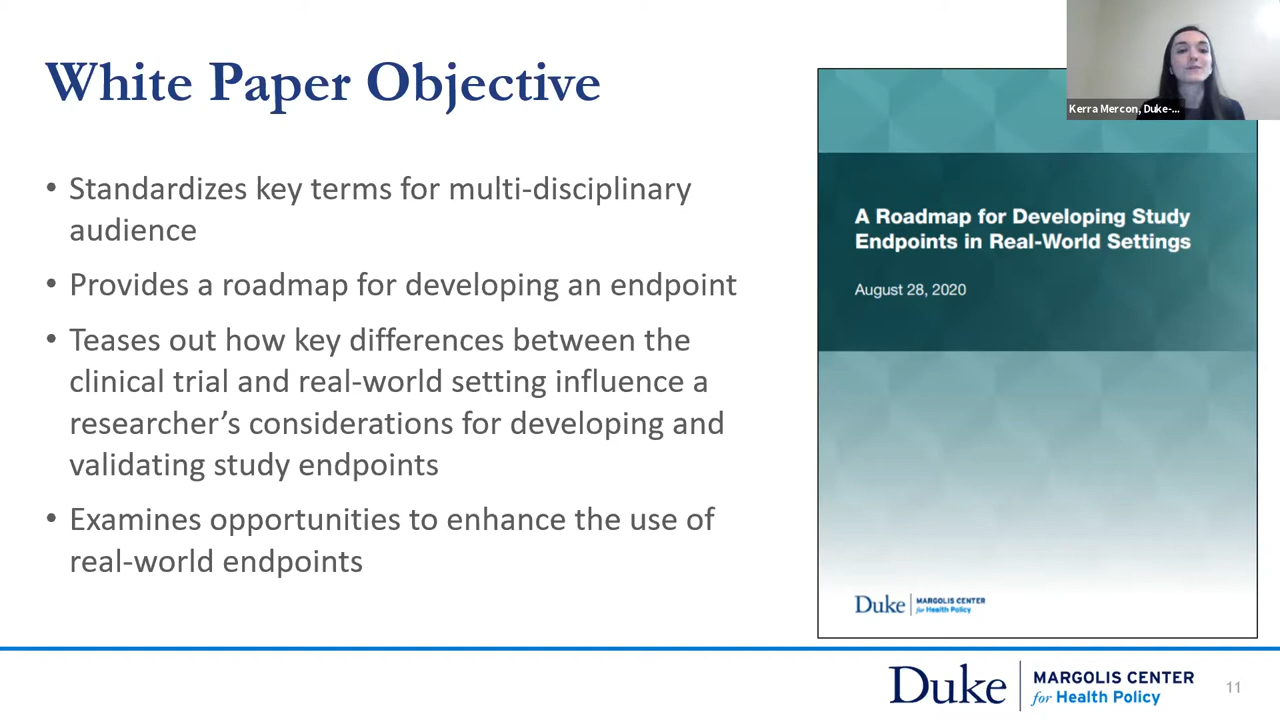 White Paper Objective
• Standardizes key terms for multi-disciplinary
audience
• Provides a roadmap for developing an endpoint
• Teases out how key differences between the
clinical trial and real-world setting influence a
researcher’s considerations for developing and
validating study endpoints
• Examines opportunities to enhance the use of
real-world endpoints
Kerra Mercon, Duke-...
A Roadmap for Developing Study
Endpoints in Real-World Settings
August 28, 2020
Duke MARGOLIS CENTER
for Health Policy
Duke MARGOLIS CENTER
for Health Policy
11